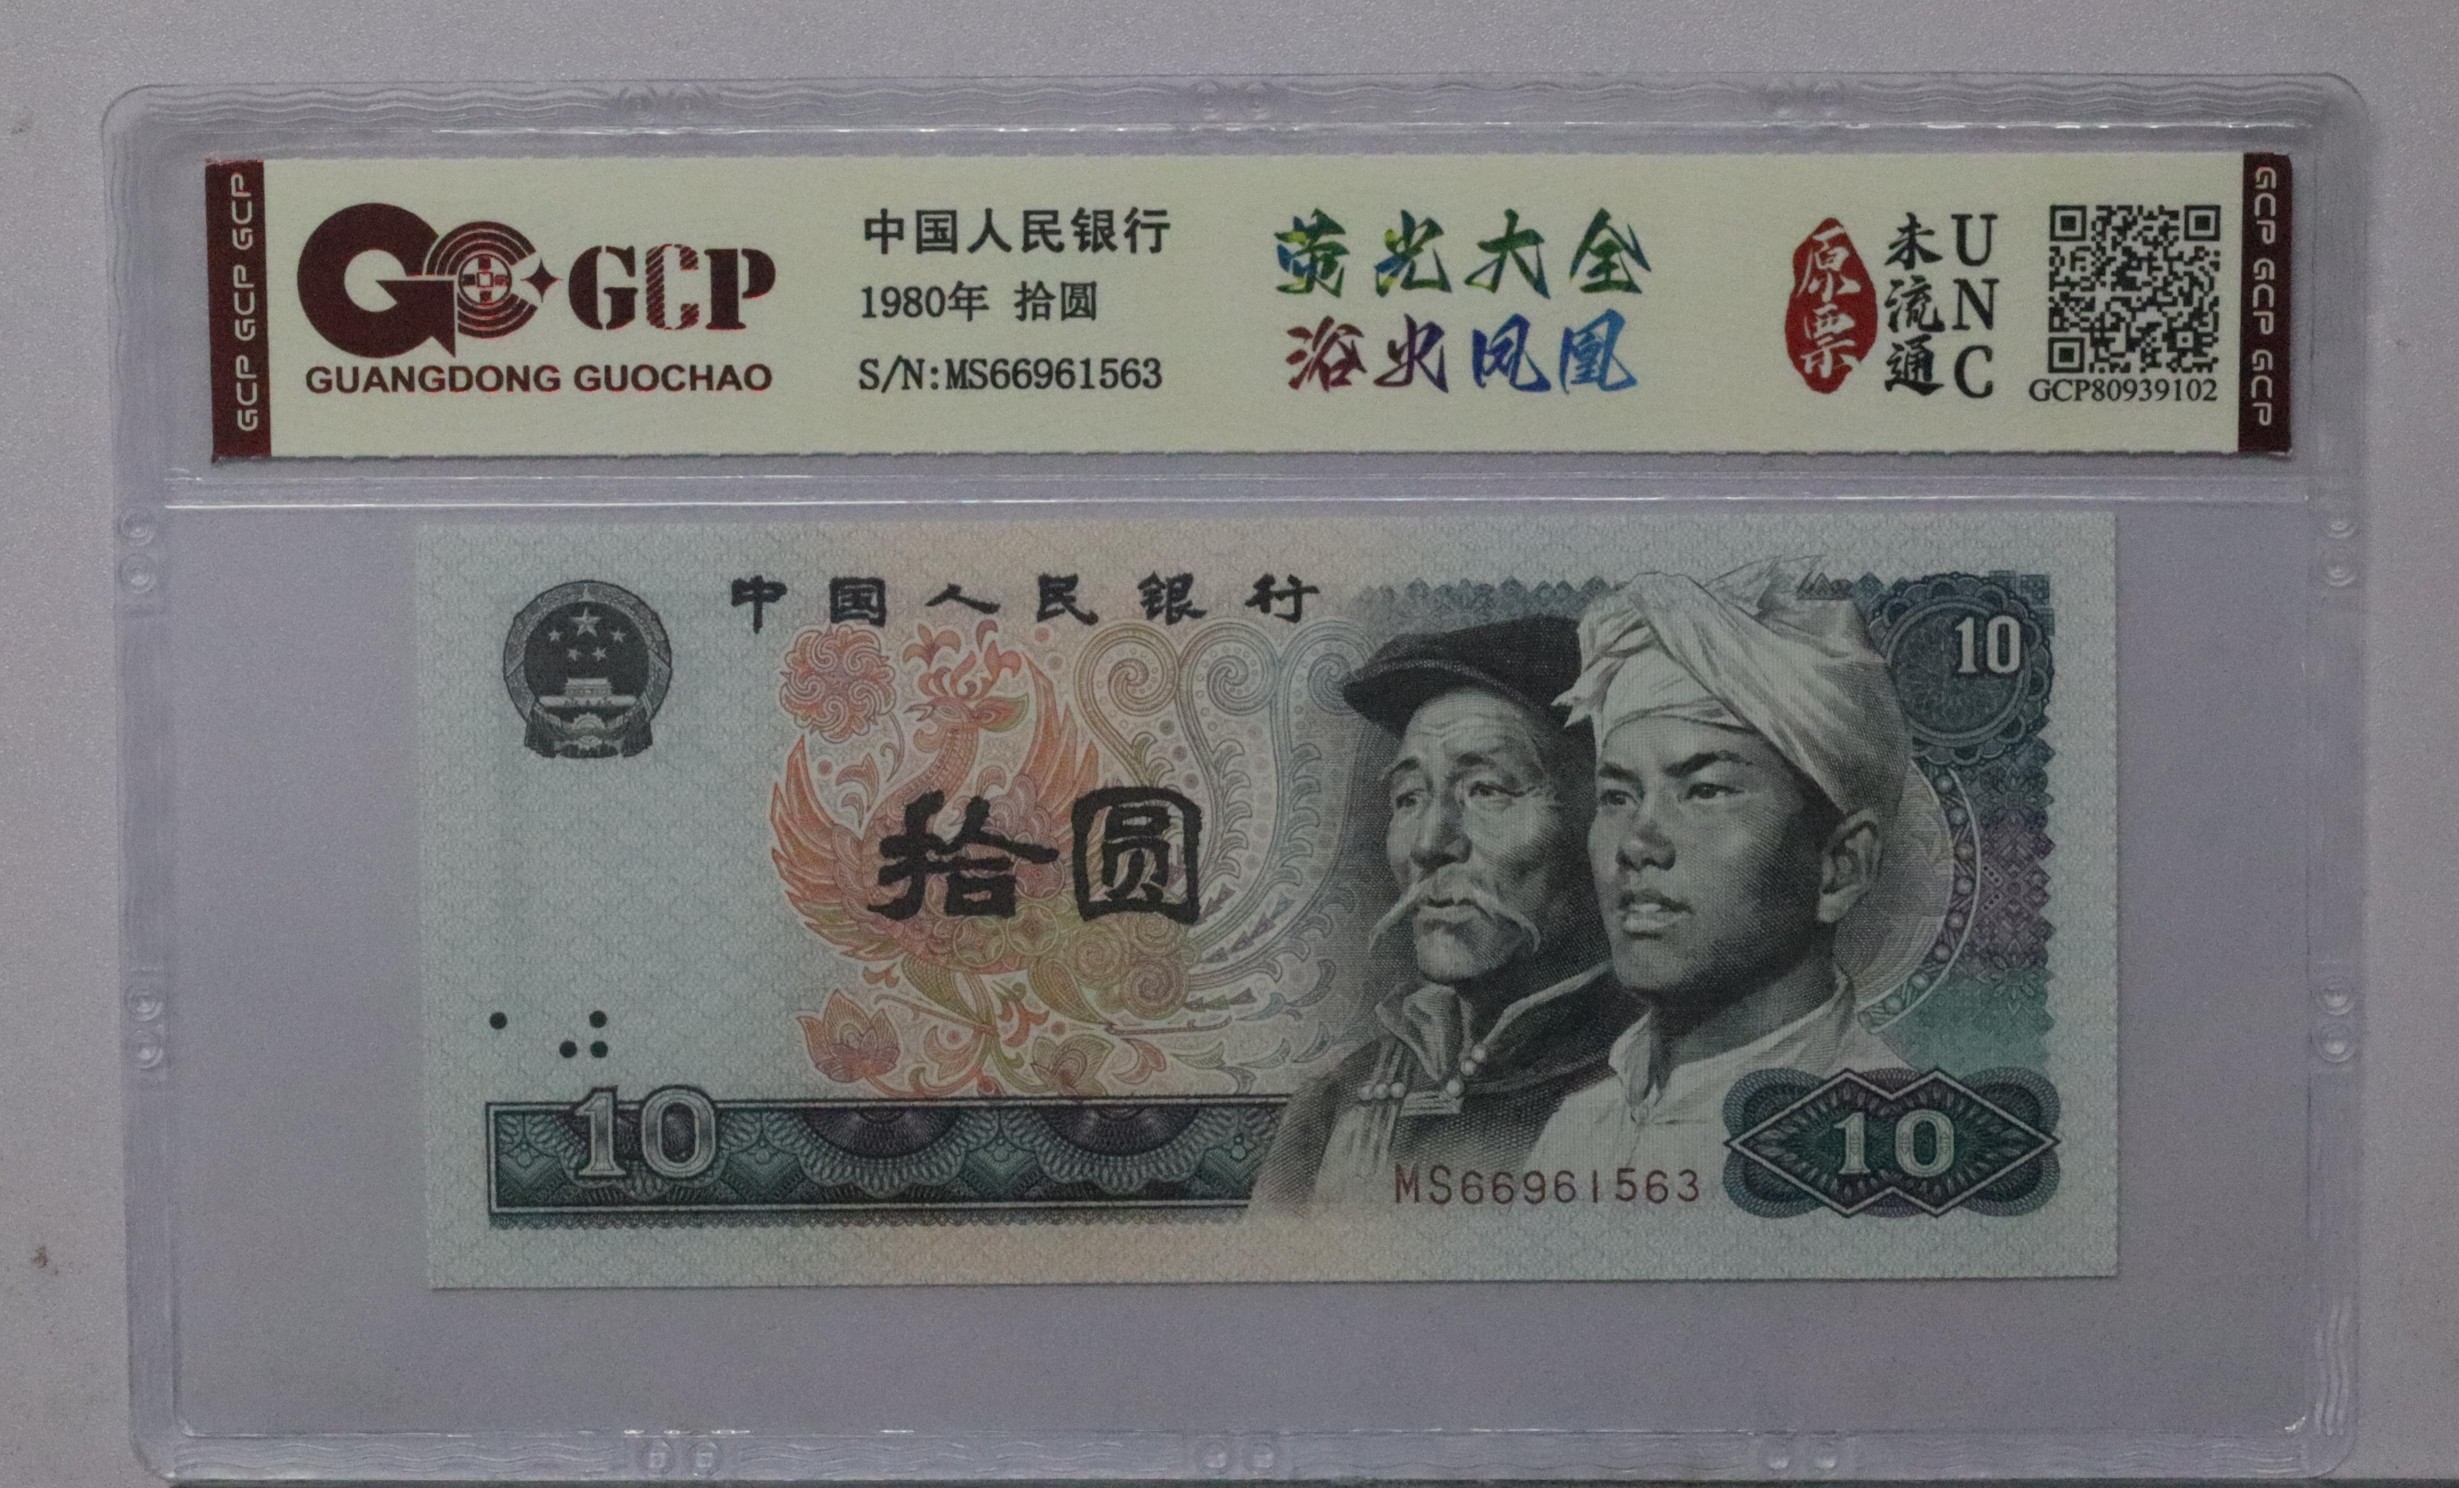 GCP GCP GCP
GCP
GUANGDONG GUOCHAO
中国人民银行
1980年 拾圆
S/N:MS66961563
荧光大全
浴火凤凰
原票
未流通
UNC
GCP80939102
GCP GCP GCP
中国人民银行
10
拾圆
10
MS66961563
10